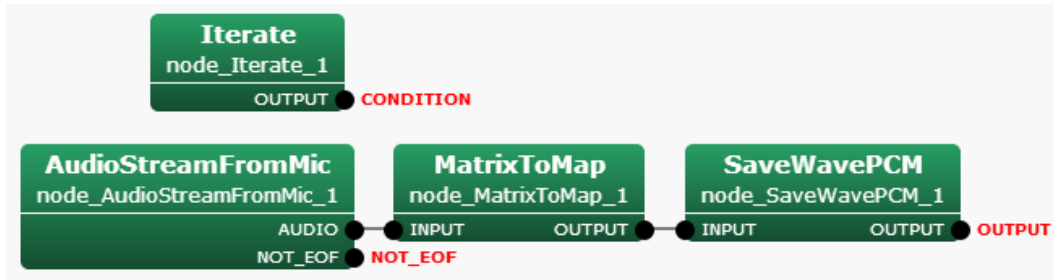 Iterate
node_Iterate_1
OUTPUT CONDITION
AudioStreamFromMic
node_AudioStreamFromMic_1
AUDIO
NOT_EOF NOT_EOF
MatrixToMap
node_MatrixToMap_1
INPUT OUTPUT
SaveWavePCM
node_SaveWavePCM_1
INPUT OUTPUT OUTPUT